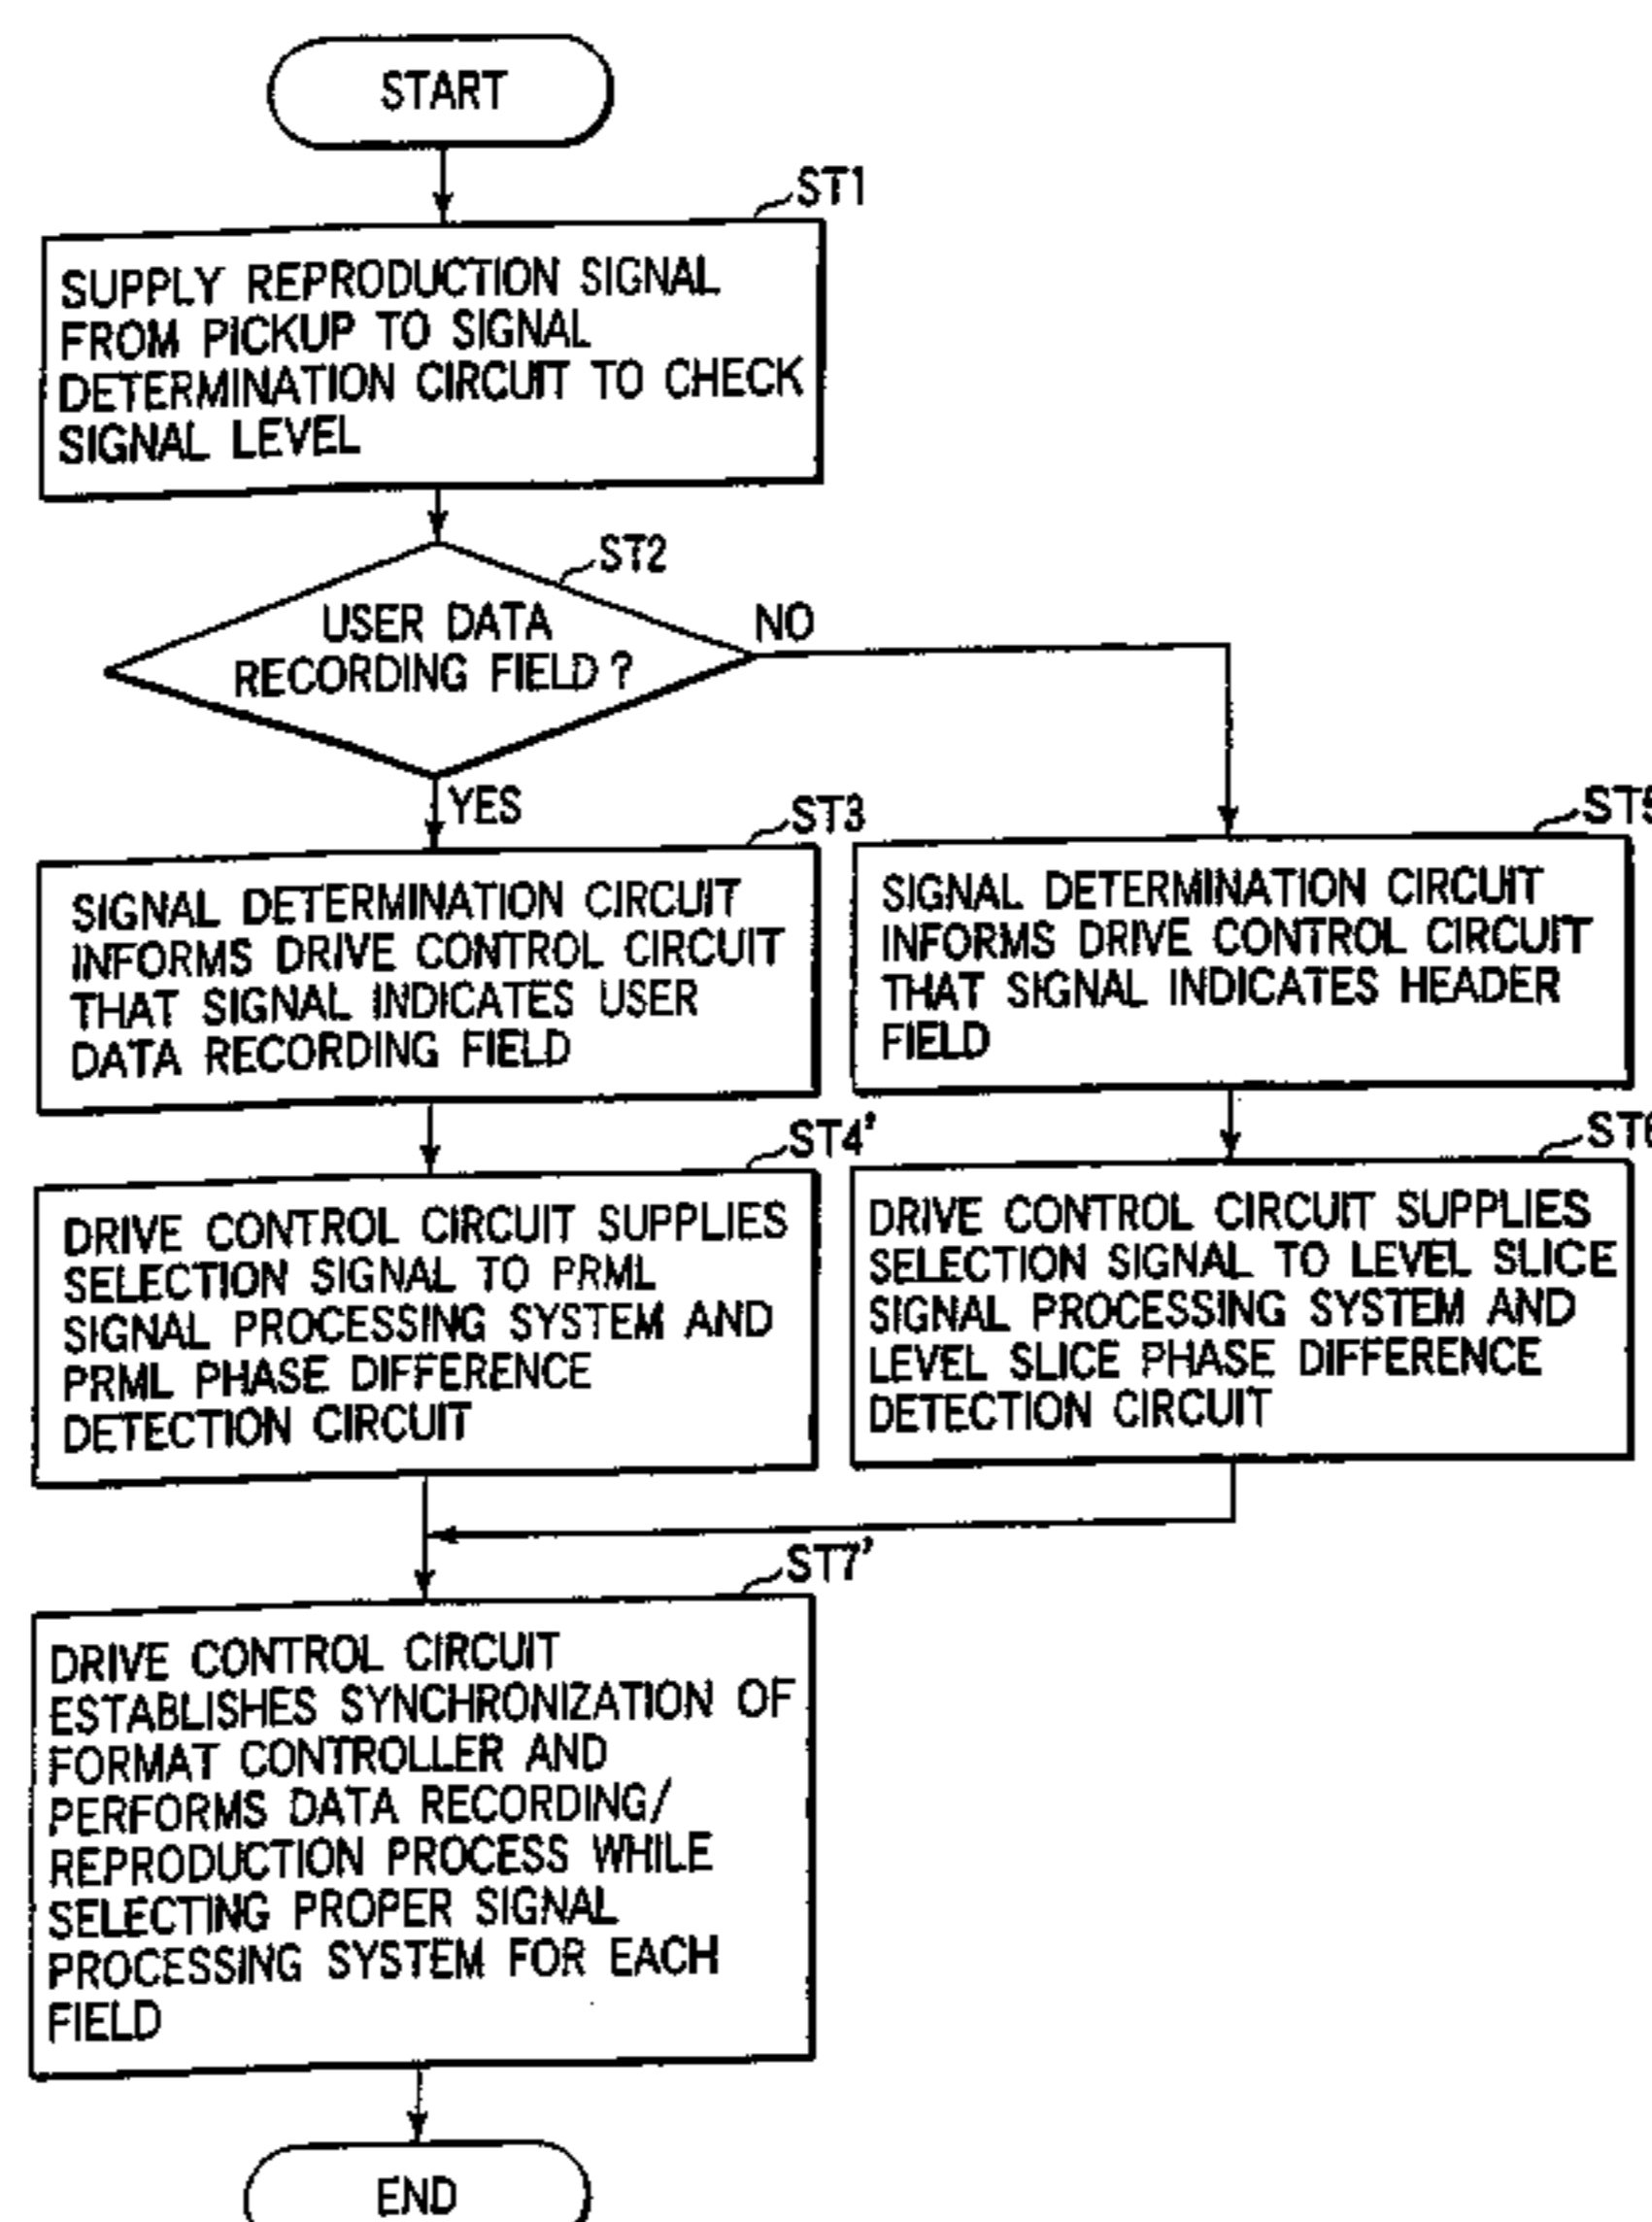 START
ST1
SUPPLY REPRODUCTION SIGNAL
FROM PICKUP TO SIGNAL
DETERMINATION CIRCUIT TO CHECK
SIGNAL LEVEL
ST2
USER DATA
RECORDING FIELD?
NO
YES
ST3
SIGNAL DETERMINATION CIRCUIT
INFORMS DRIVE CONTROL CIRCUIT
THAT SIGNAL INDICATES USER
DATA RECORDING FIELD
ST5
SIGNAL DETERMINATION CIRCUIT
INFORMS DRIVE CONTROL CIRCUIT
THAT SIGNAL INDICATES HEADER
FIELD
ST4'
DRIVE CONTROL CIRCUIT SUPPLIES
SELECTION SIGNAL TO PRML
SIGNAL PROCESSING SYSTEM AND
PRML PHASE DIFFERENCE
DETECTION CIRCUIT
DRIVE CONTROL CIRCUIT SUPPLIES
SELECTION SIGNAL TO LEVEL SLICE
SIGNAL PROCESSING SYSTEM AND
LEVEL SLICE PHASE DIFFERENCE
DETECTION CIRCUIT
ST7'
DRIVE CONTROL CIRCUIT
ESTABLISHES SYNCHRONIZATION OF
FORMAT CONTROLLER AND
PERFORMS DATA RECORDING/
REPRODUCTION PROCESS WHILE
SELECTING PROPER SIGNAL
PROCESSING SYSTEM FOR EACH
FIELD
END